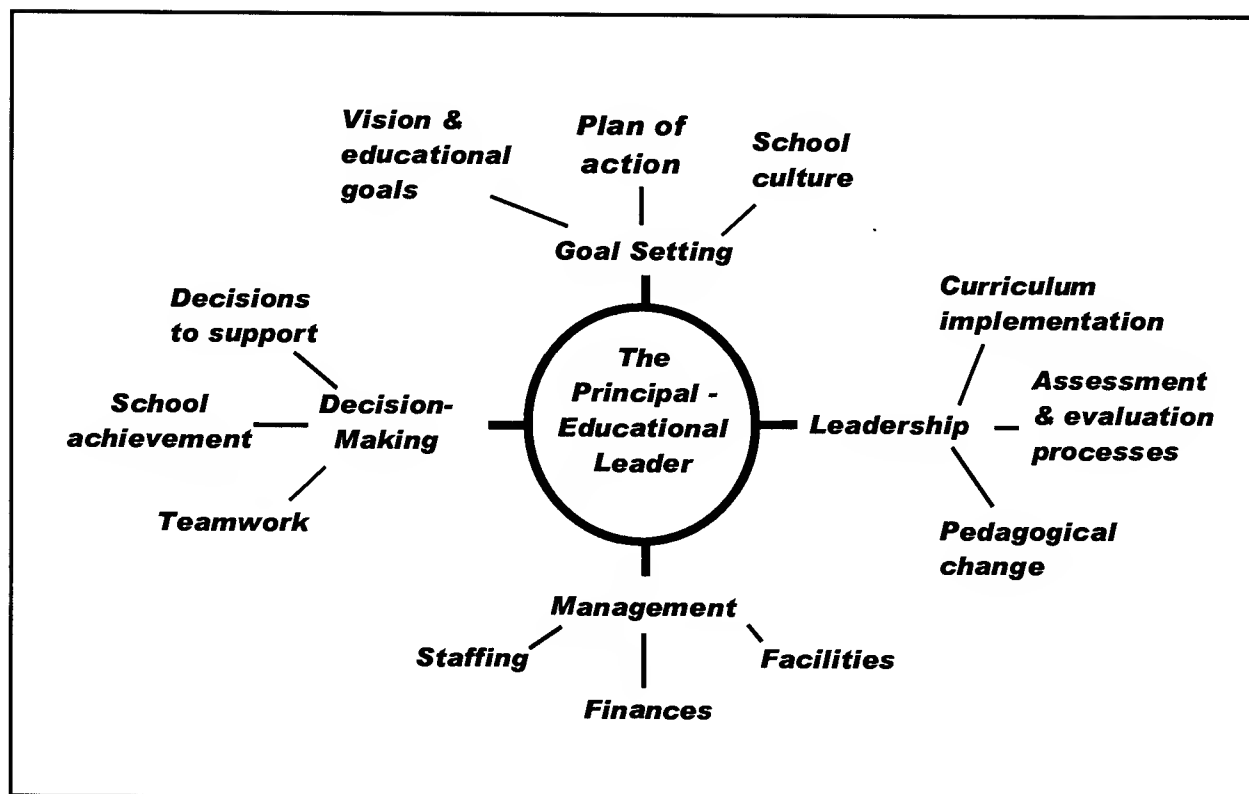 Vision &
educational
goals
Plan of
action
School
culture
Goal Setting
Decisions
to support
School
achievement
Decision-
Making
Teamwork
The
Principal -
Educational
Leader
Leadership
Curriculum
implementation
Assessment
& evaluation
processes
Pedagogical
change
Management
Staffing
Finances
Facilities